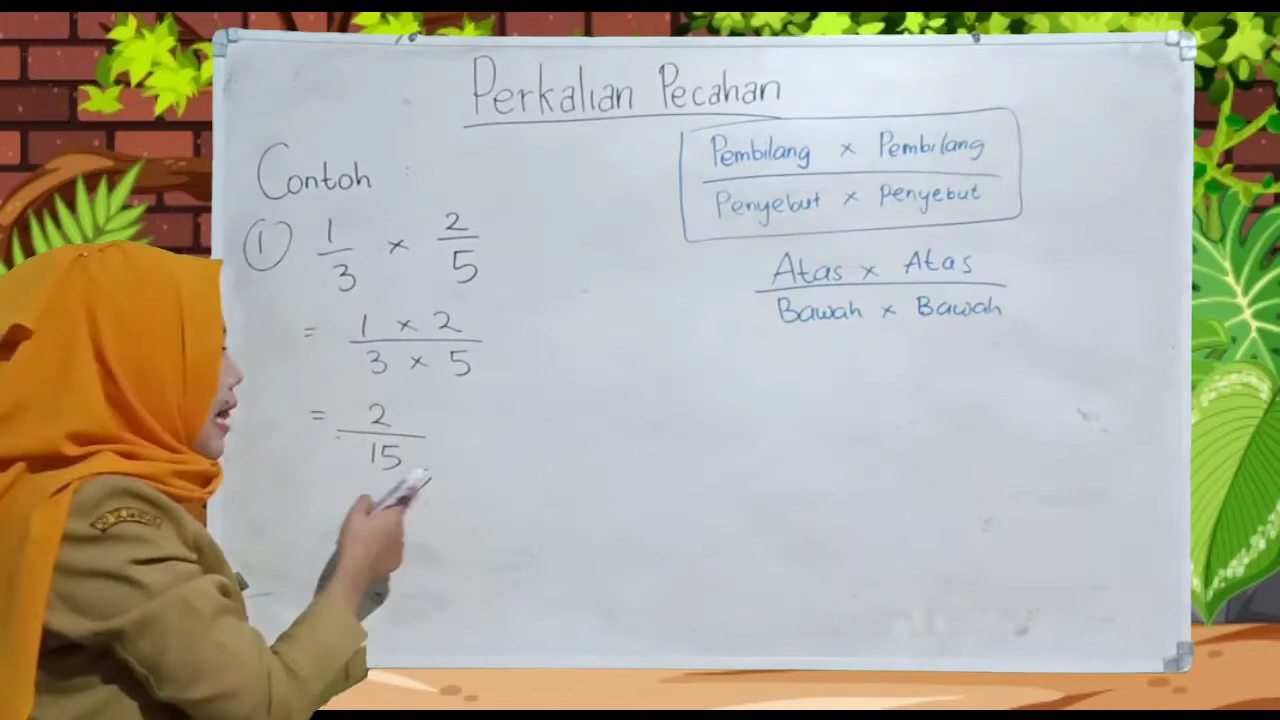 Perkalian Pecahan
Contoh :
1 1/3 × 2/5
= 1 × 2 / 3 × 5
= 2/15
Pembilang × Pembilang
Penyebut × Penyebut
Atas × Atas
Bawah × Bawah